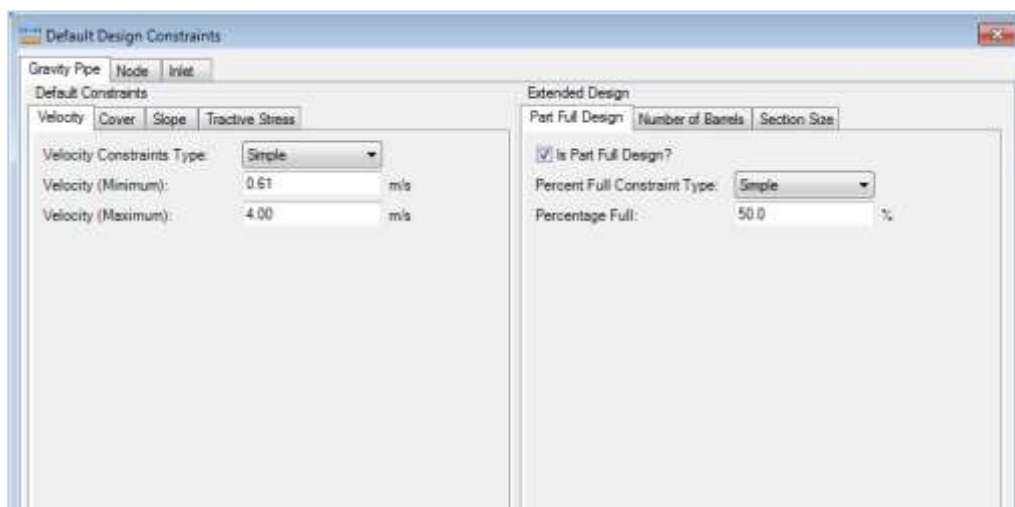 Default Design Constraints
Gravity Pipe Node Inlet
Default Constraints
Velocity Cover Slope Tractive Stress
Velocity Constraints Type: Simple
Velocity (Minimum): 0.61 m/s
Velocity (Maximum): 4.00 m/s
Extended Design
Part Full Design Number of Barrels Section Size
Is Part Full Design?
Percent Full Constraint Type: Simple
Percentage Full: 50.0 %